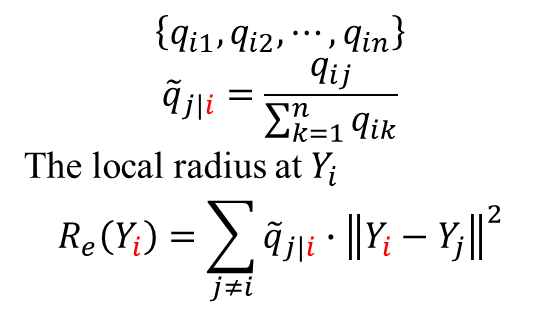 {q_{i1}, q_{i2}, ⋯, q_{in}}
q̃_{j|i} = \frac{q_{ij}}{∑_{k=1}^{n} q_{ik}}
The local radius at Y_i
R_e(Y_i) = ∑_{j≠i} q̃_{j|i} · ‖Y_i − Y_j‖^2